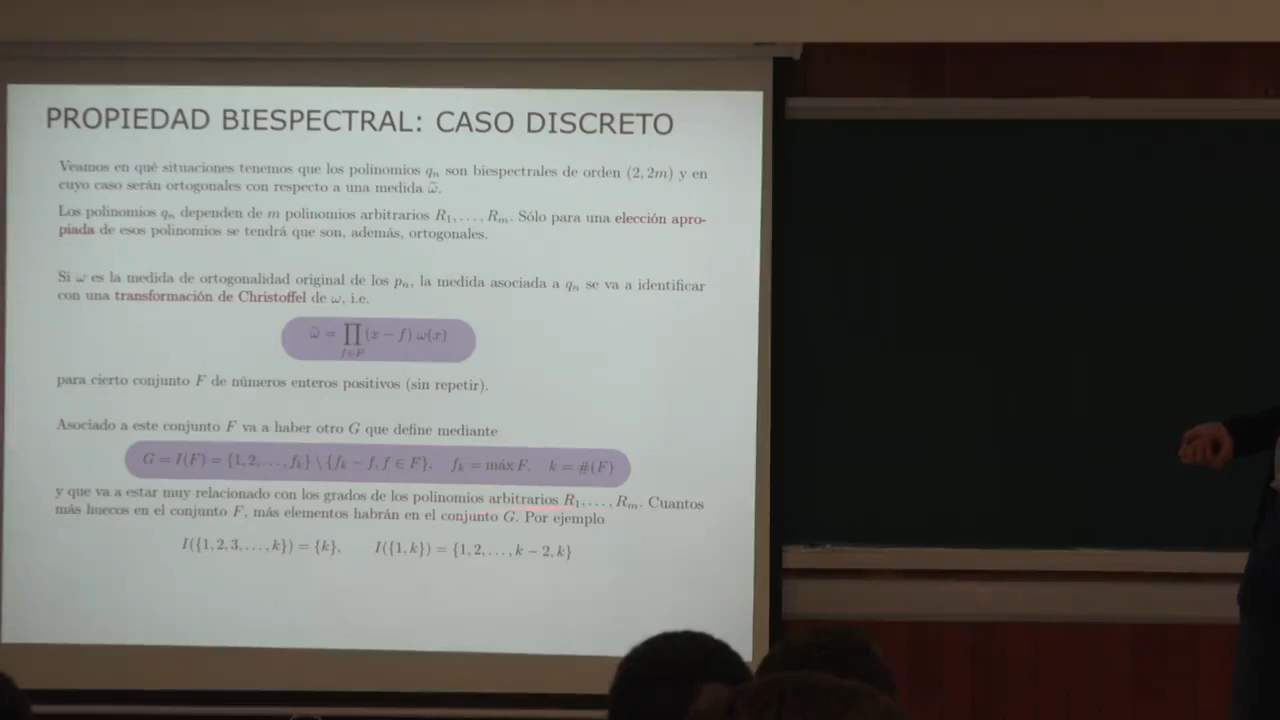 PROPIEDAD BIESPECTRAL: CASO DISCRETO
Veamos en qué situaciones tenemos que los polinomios qₙ son biespectrales de orden (2, 2m) y en
cuyo caso serán ortogonales con respecto a una medida ω̃.
Los polinomios qₙ dependen de m polinomios arbitrarios R₁, . . . , Rₘ. Sólo para una elección apro-
piada de esos polinomios se tendrá que son, además, ortogonales.
Si ω es la medida de ortogonalidad original de los pₙ, la medida asociada a qₙ se va a identificar
con una transformación de Christoffel de ω, i.e.
ω̃ = ∏_{f∈F} (x − f) ω(x)
para cierto conjunto F de números enteros positivos (sin repetir).
Asociado a este conjunto F va a haber otro G que define mediante
G = I(F) = {1, 2, . . . , fₖ} \ {fₖ − f, f ∈ F}, fₖ = máx F, k = #(F)
y que va a estar muy relacionado con los grados de los polinomios arbitrarios R₁, . . . , Rₘ. Cuantos
más huecos en el conjunto F, más elementos habrán en el conjunto G. Por ejemplo
I({1, 2, 3, . . . , k}) = {k}, I({1, k}) = {1, 2, . . . , k − 2, k}